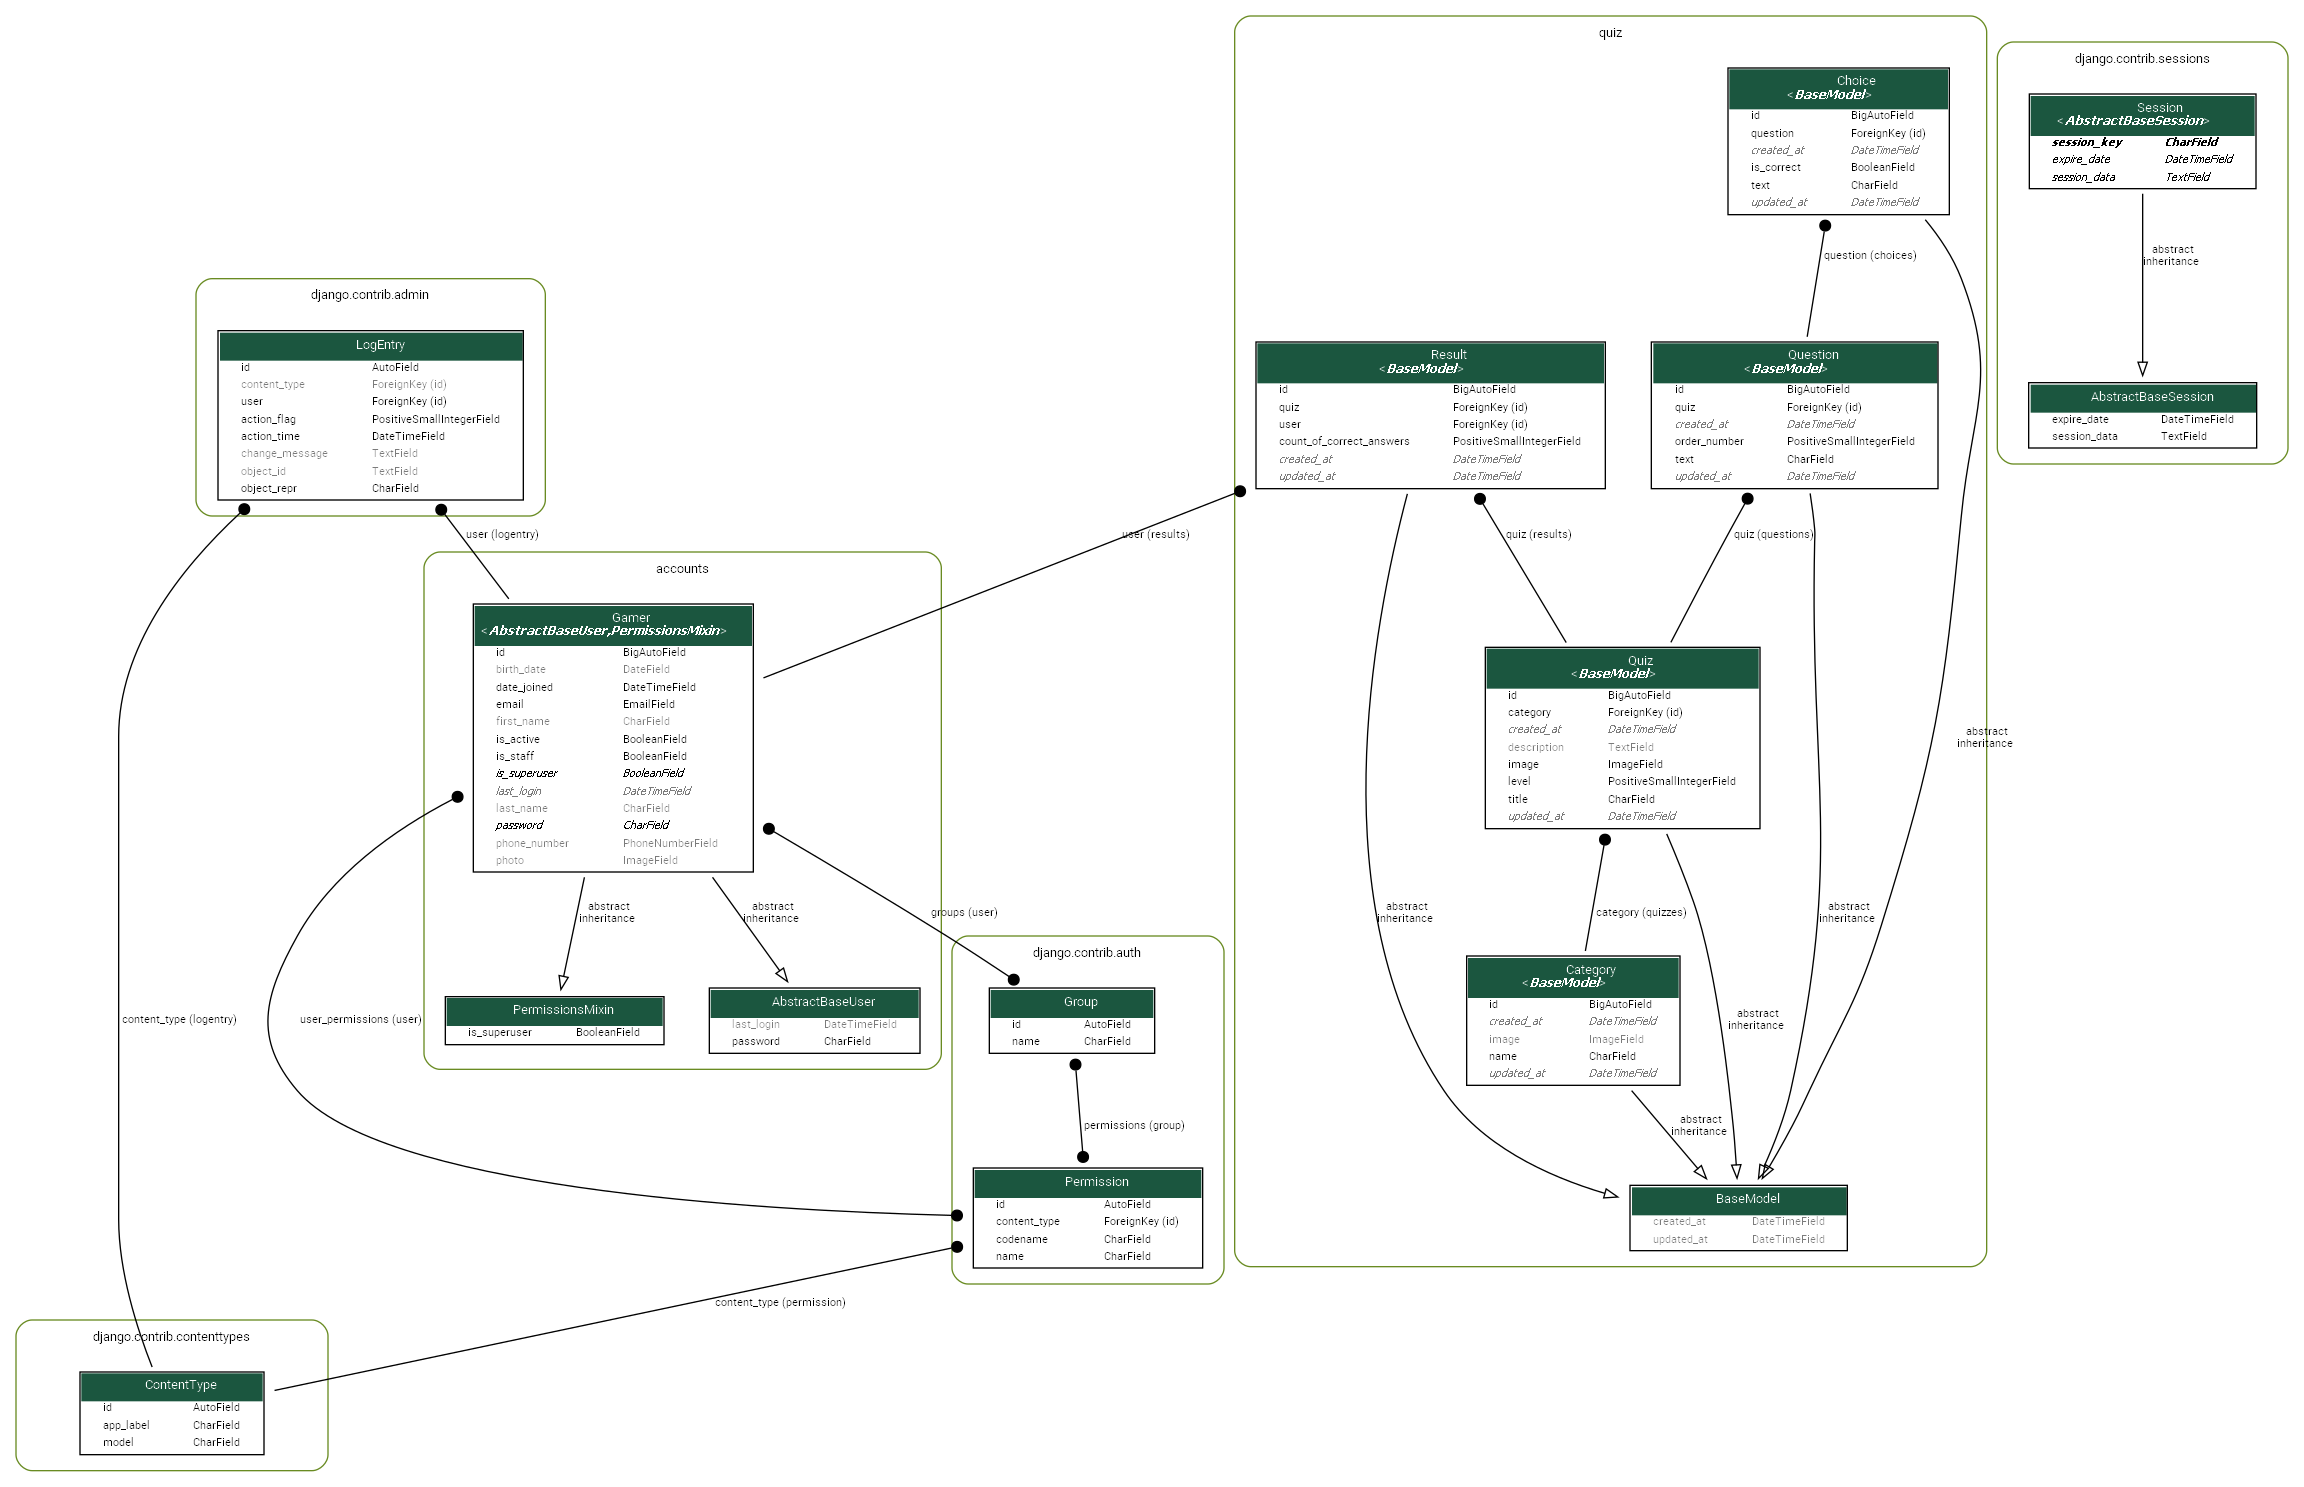 quiz
Choice
<BaseModel>
id BigAutoField
question ForeignKey (id)
created_at DateTimeField
is_correct BooleanField
text CharField
updated_at DateTimeField
question (choices)
django.contrib.sessions
Session
<AbstractBaseSession>
session_key CharField
expire_date DateTimeField
session_data TextField
abstract
inheritance
AbstractBaseSession
expire_date DateTimeField
session_data TextField
django.contrib.admin
LogEntry
id AutoField
content_type ForeignKey (id)
user ForeignKey (id)
action_flag PositiveSmallIntegerField
action_time DateTimeField
change_message TextField
object_id TextField
object_repr CharField
user (logentry)
Result
<BaseModel>
id BigAutoField
quiz ForeignKey (id)
user ForeignKey (id)
count_of_correct_answers PositiveSmallIntegerField
created_at DateTimeField
updated_at DateTimeField
Question
<BaseModel>
id BigAutoField
quiz ForeignKey (id)
created_at DateTimeField
order_number PositiveSmallIntegerField
text CharField
updated_at DateTimeField
user (results)
quiz (results)
quiz (questions)
accounts
Gamer
<AbstractBaseUser,PermissionsMixin>
id BigAutoField
birth_date DateField
date_joined DateTimeField
email EmailField
first_name CharField
is_active BooleanField
is_staff BooleanField
is_superuser BooleanField
last_login DateTimeField
last_name CharField
password CharField
phone_number PhoneNumberField
photo ImageField
Quiz
<BaseModel>
id BigAutoField
category ForeignKey (id)
created_at DateTimeField
description TextField
image ImageField
level PositiveSmallIntegerField
title CharField
updated_at DateTimeField
abstract
inheritance
abstract
inheritance
abstract
inheritance
groups (user)
abstract
inheritance
category (quizzes)
abstract
inheritance
django.contrib.auth
PermissionsMixin
is_superuser BooleanField
AbstractBaseUser
last_login DateTimeField
password CharField
Group
id AutoField
name CharField
Category
<BaseModel>
id BigAutoField
created_at DateTimeField
image ImageField
name CharField
updated_at DateTimeField
content_type (logentry)
user_permissions (user)
abstract
inheritance
permissions (group)
abstract
inheritance
Permission
id AutoField
content_type ForeignKey (id)
codename CharField
name CharField
BaseModel
created_at DateTimeField
updated_at DateTimeField
content_type (permission)
django.contrib.contenttypes
ContentType
id AutoField
app_label CharField
model CharField